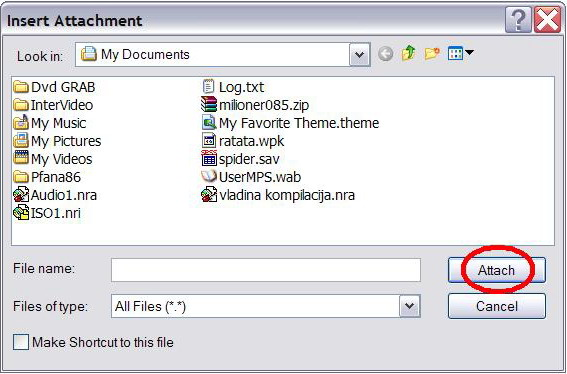 Insert Attachment
Look in: My Documents
Dvd GRAB
InterVideo
My Music
My Pictures
My Videos
Pfana86
Audio1.nra
ISO1.nri
Log.txt
milioner085.zip
My Favorite Theme.theme
ratata.wpk
spider.sav
UserMPS.wab
vladina kompilacija.nra
File name:
Attach
Files of type: All Files (*.*)
Cancel
Make Shortcut to this file